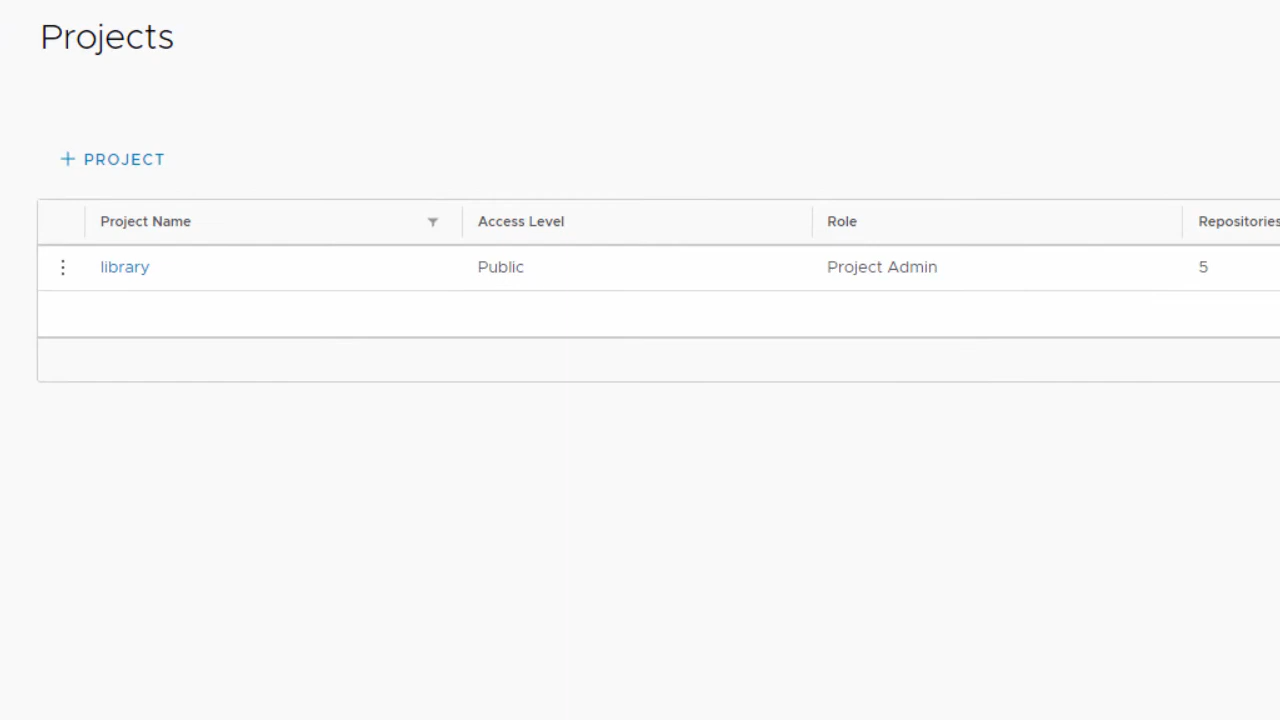 Projects
+ PROJECT
Project Name Access Level Role Repositories
library Public Project Admin 5